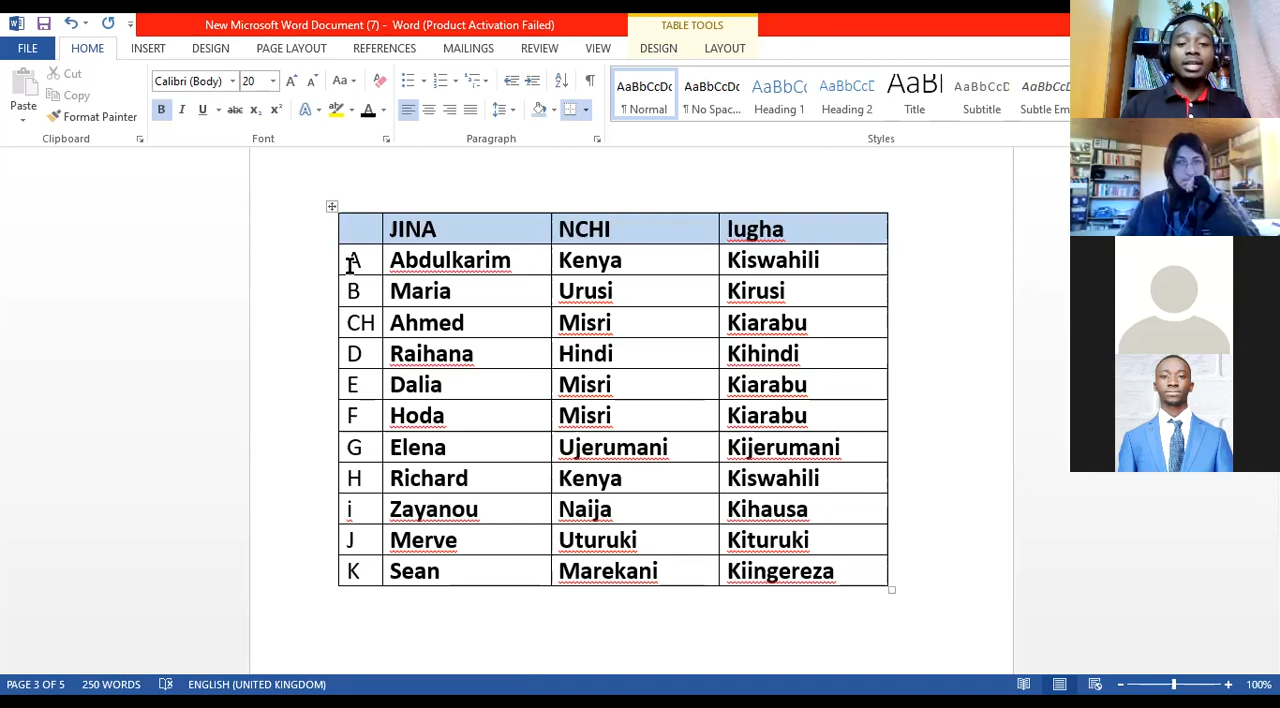 New Microsoft Word Document (7) - Word (Product Activation Failed)
TABLE TOOLS
FILE HOME INSERT DESIGN PAGE LAYOUT REFERENCES MAILINGS REVIEW VIEW DESIGN LAYOUT
Paste
Cut
Copy
Format Painter
Clipboard
Calibri (Body) 20
Font
Paragraph
AaBbCcDc AaBbCcDc AaBbC AaBbCcD AaBl AaBbCcD AaBbCcDc
¶ Normal ¶ No Spac... Heading 1 Heading 2 Title Subtitle Subtle Em
Styles
JINA NCHI lugha
A Abdulkarim Kenya Kiswahili
B Maria Urusi Kirusi
CH Ahmed Misri Kiarabu
D Raihana Hindi Kihindi
E Dalia Misri Kiarabu
F Hoda Misri Kiarabu
G Elena Ujerumani Kijerumani
H Richard Kenya Kiswahili
i Zayanou Naija Kihausa
J Merve Uturuki Kituruki
K Sean Marekani Kiingereza
PAGE 3 OF 5 250 WORDS ENGLISH (UNITED KINGDOM) 100%